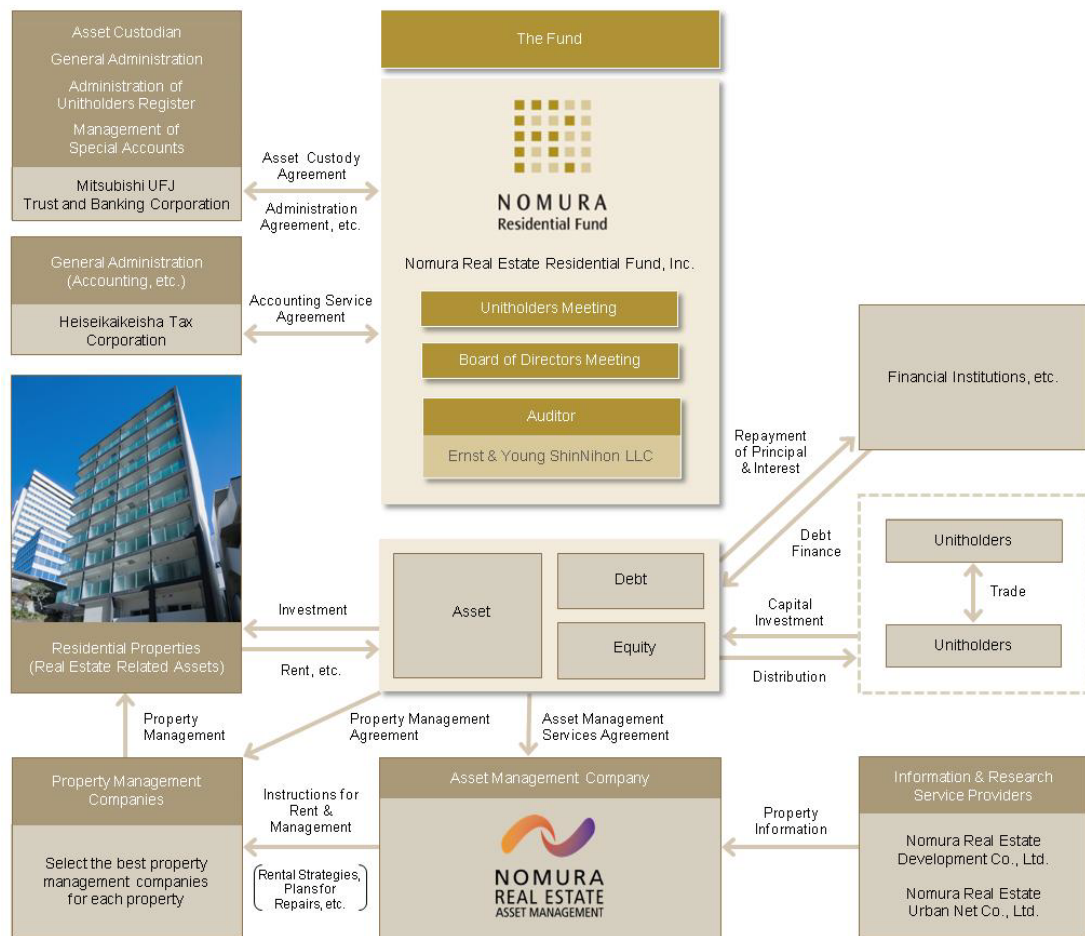 Asset Custodian
General Administration
Administration of
Unitholders Register
Management of
Special Accounts
Mitsubishi UFJ
Trust and Banking Corporation
Asset Custody
Agreement
Administration
Agreement, etc.
The Fund
NOMURA
Residential Fund
Nomura Real Estate Residential Fund, Inc.
Unitholders Meeting
Board of Directors Meeting
Auditor
Ernst & Young ShinNihon LLC
General Administration
(Accounting, etc.)
Heiseikaikeisha Tax
Corporation
Accounting Service
Agreement
Financial Institutions, etc.
Repayment
of Principal
& Interest
Debt
Finance
Unitholders
Trade
Unitholders
Capital
Investment
Distribution
Asset
Debt
Equity
Investment
Rent, etc.
Residential Properties
(Real Estate Related Assets)
Property
Management
Property Management
Agreement
Asset Management
Services Agreement
Property Management
Companies
Select the best property
management companies
for each property
Instructions for
Rent &
Management
(Rental Strategies,
Plans for
Repairs, etc.)
Asset Management Company
NOMURA
REAL ESTATE
ASSET MANAGEMENT
Property
Information
Information & Research
Service Providers
Nomura Real Estate
Development Co., Ltd.
Nomura Real Estate
Urban Net Co., Ltd.